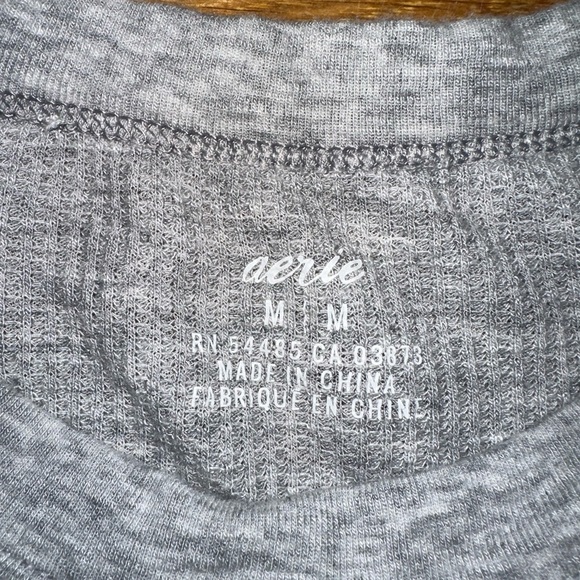 aerie
M M
RN 54485 CA 03873
MADE IN CHINA
FABRIQUE EN CHINE